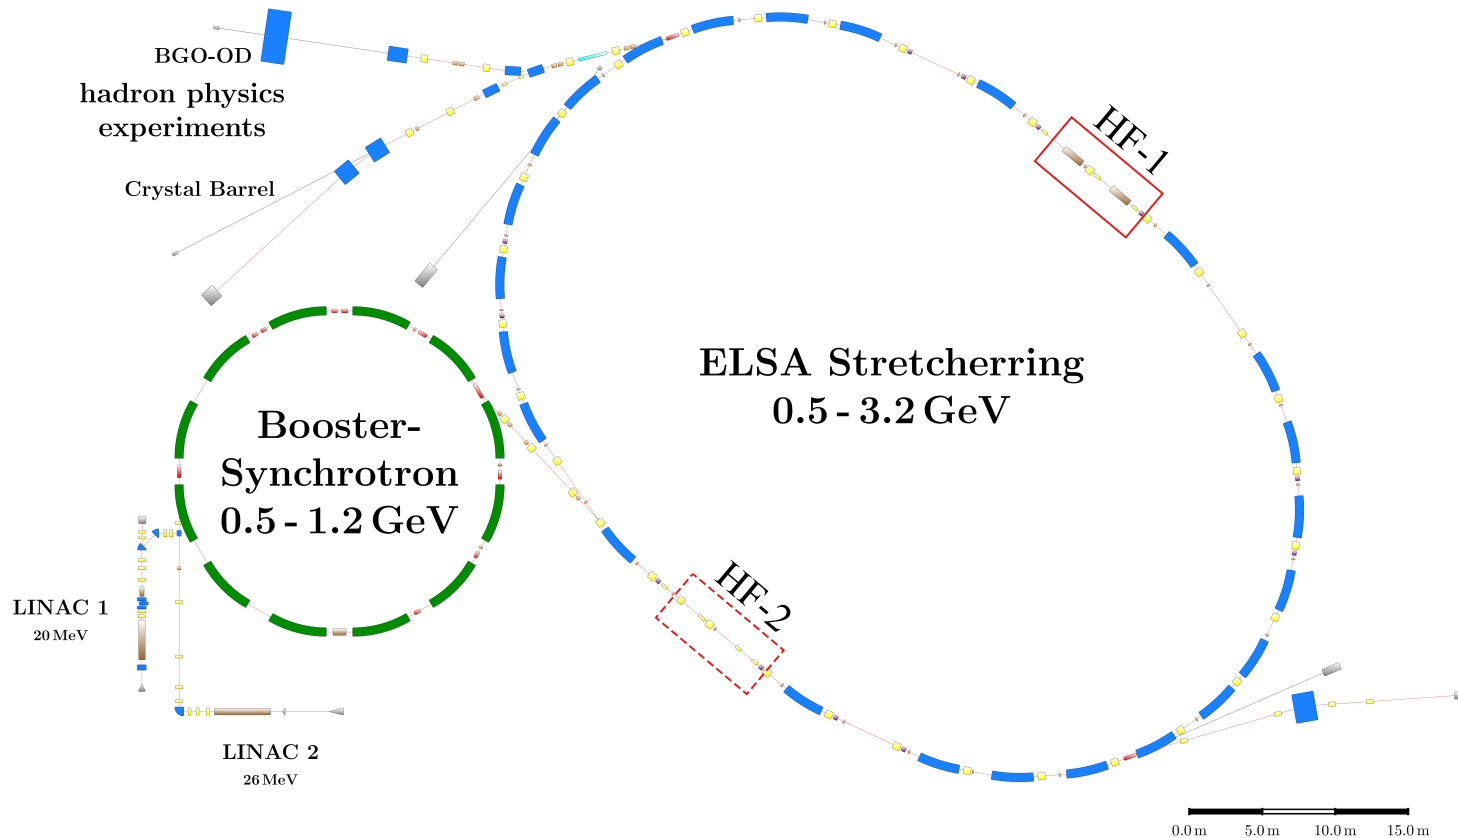 BGO-OD
hadron physics
experiments
Crystal Barrel
HF-1
ELSA Stretcherring
0.5 - 3.2 GeV
Booster-
Synchrotron
0.5 - 1.2 GeV
HF-2
LINAC 1
20 MeV
LINAC 2
26 MeV
0.0 m 5.0 m 10.0 m 15.0 m